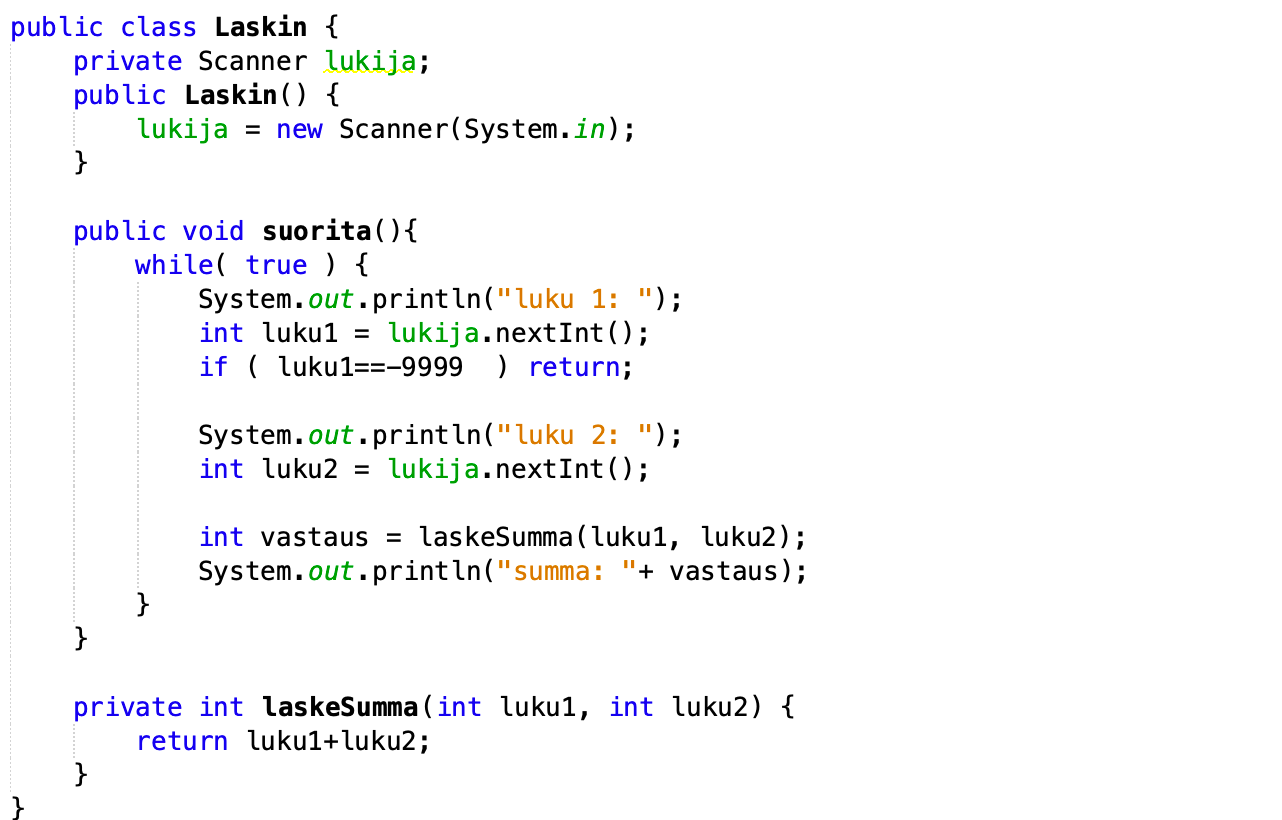 public class Laskin {
    private Scanner lukija;
    public Laskin() {
        lukija = new Scanner(System.in);
    }

    public void suorita(){
        while( true ) {
            System.out.println("luku 1: ");
            int luku1 = lukija.nextInt();
            if ( luku1==-9999  ) return;

            System.out.println("luku 2: ");
            int luku2 = lukija.nextInt();

            int vastaus = laskeSumma(luku1, luku2);
            System.out.println("summa: "+ vastaus);
        }
    }

    private int laskeSumma(int luku1, int luku2) {
        return luku1+luku2;
    }
}